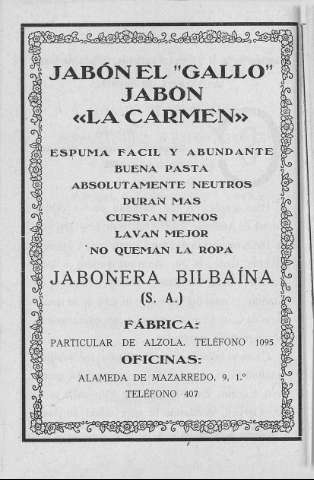 JABÓN EL "GALLO"
JABON
«LA CARMEN»
ESPUMA FACIL Y ABUNDANTE
BUENA PASTA
ABSOLUTAMENTE NEUTROS
DURAN MAS
CUESTAN MENOS
LAVAN MEJOR
NO QUEMAN LA ROPA
JABONERA BILBAÍNA
(S. A.)
FÁBRICA:
PARTICULAR DE ALZOLA, TELÉFONO 1095
OFICINAS:
ALAMEDA DE MAZARREDO, 9, 1.º
TELÉFONO 407